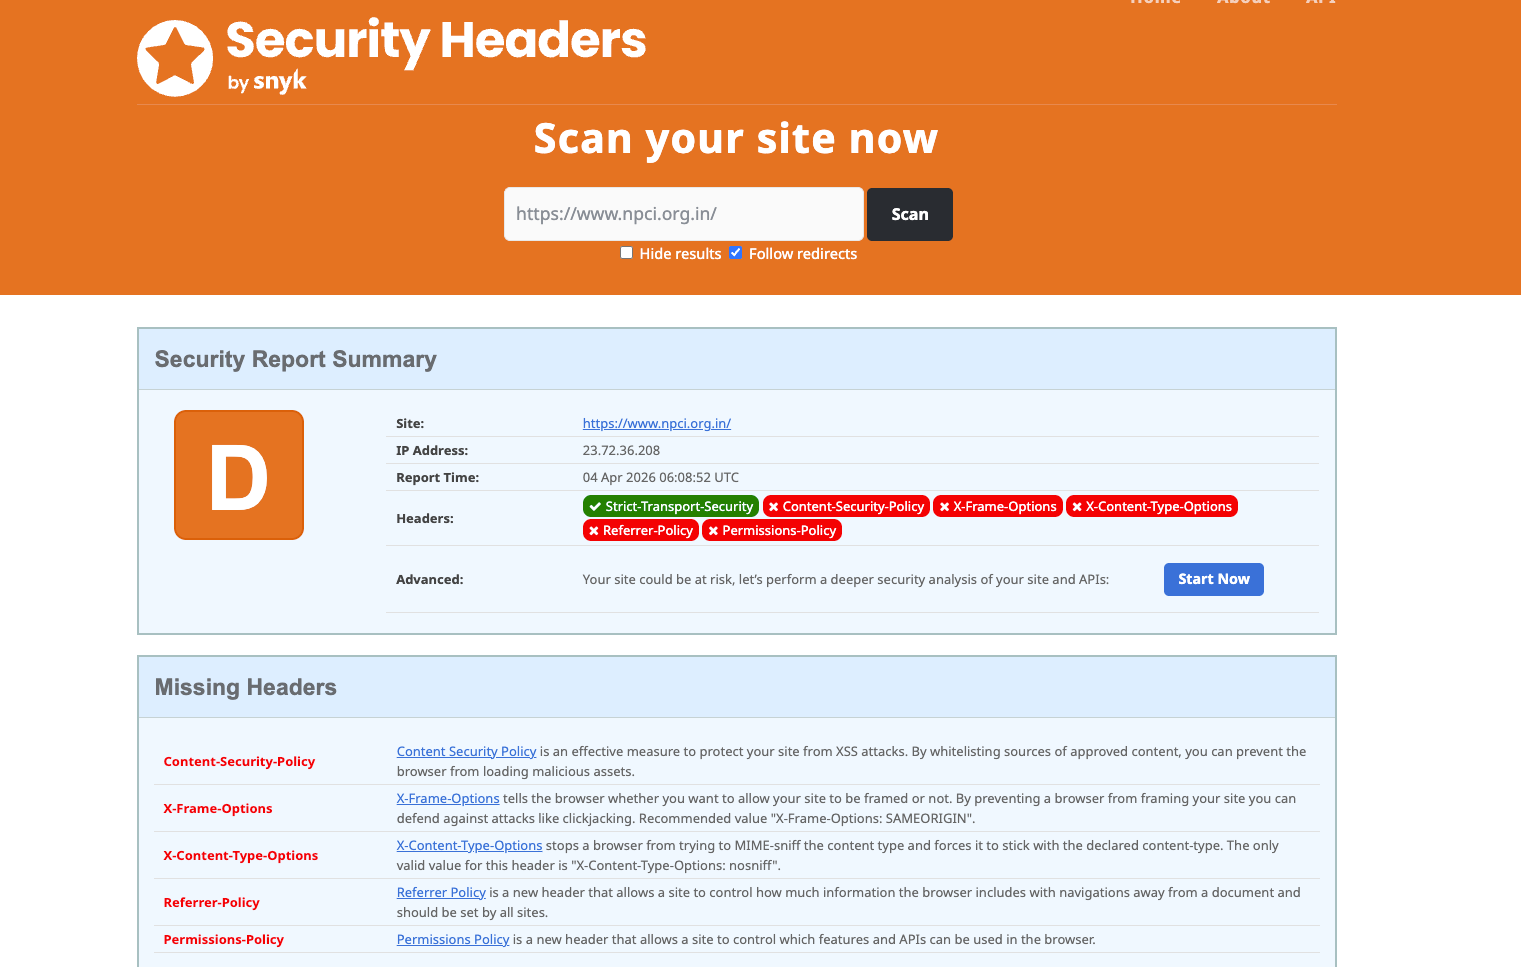 Home About API
Security Headers
by snyk
Scan your site now
https://www.npci.org.in/ Scan
Hide results Follow redirects
Security Report Summary
D
Site: https://www.npci.org.in/
IP Address: 23.72.36.208
Report Time: 04 Apr 2026 06:08:52 UTC
Headers: Strict-Transport-Security Content-Security-Policy X-Frame-Options X-Content-Type-Options
Referrer-Policy Permissions-Policy
Advanced: Your site could be at risk, let's perform a deeper security analysis of your site and APIs: Start Now
Missing Headers
Content-Security-Policy Content Security Policy is an effective measure to protect your site from XSS attacks. By whitelisting sources of approved content, you can prevent the
browser from loading malicious assets.
X-Frame-Options X-Frame-Options tells the browser whether you want to allow your site to be framed or not. By preventing a browser from framing your site you can
defend against attacks like clickjacking. Recommended value "X-Frame-Options: SAMEORIGIN".
X-Content-Type-Options X-Content-Type-Options stops a browser from trying to MIME-sniff the content type and forces it to stick with the declared content-type. The only
valid value for this header is "X-Content-Type-Options: nosniff".
Referrer-Policy Referrer Policy is a new header that allows a site to control how much information the browser includes with navigations away from a document and
should be set by all sites.
Permissions-Policy Permissions Policy is a new header that allows a site to control which features and APIs can be used in the browser.